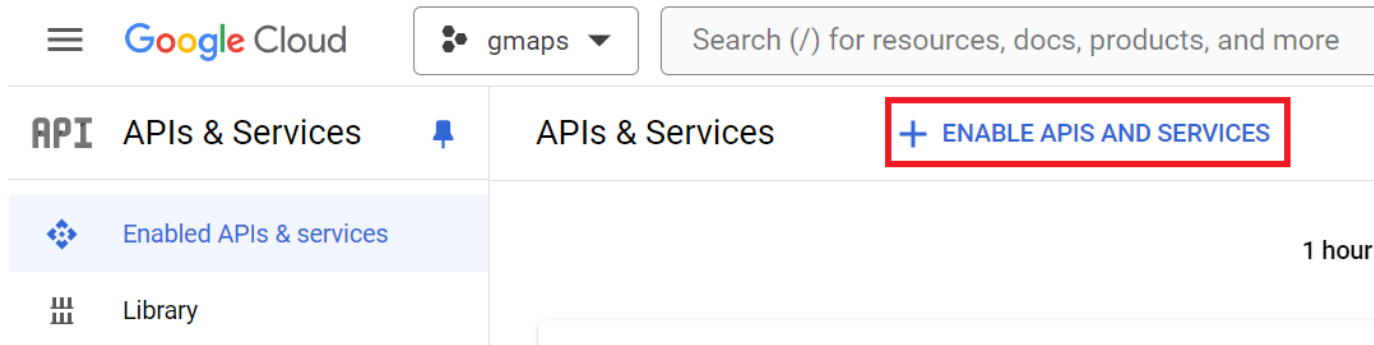 Google Cloud
gmaps
Search (/) for resources, docs, products, and more
API APIs & Services
APIs & Services
ENABLE APIS AND SERVICES
Enabled APIs & services
1 hour
Library